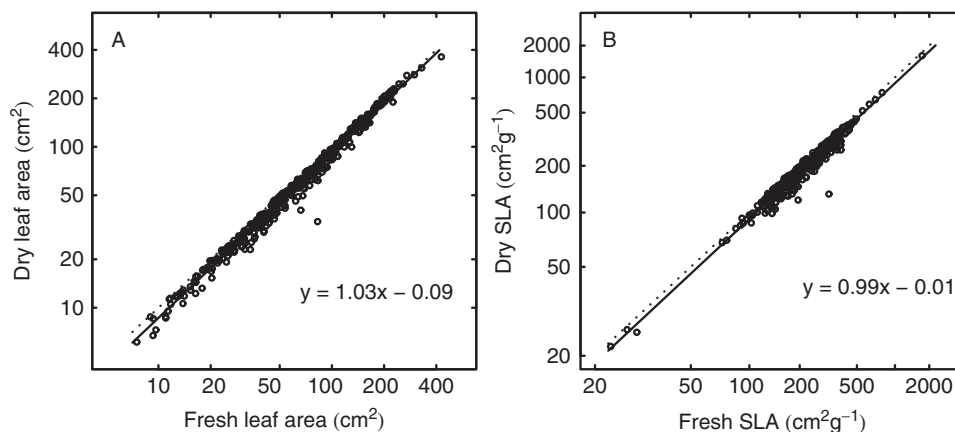 A
400
200
100
50
20
10
Dry leaf area (cm²)
y = 1.03x − 0.09
10 20 50 100 200 400
Fresh leaf area (cm²)
B
2000
1000
500
200
100
50
20
Dry SLA (cm²g⁻¹)
y = 0.99x − 0.01
20 50 100 200 500 2000
Fresh SLA (cm²g⁻¹)